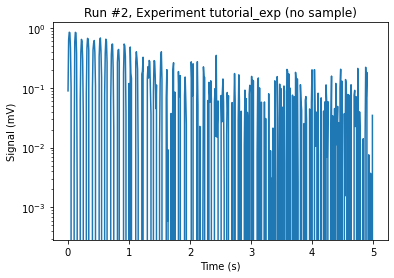 Run #2, Experiment tutorial_exp (no sample)
10⁰
10⁻¹
10⁻²
10⁻³
Signal (mV)
0 1 2 3 4 5
Time (s)